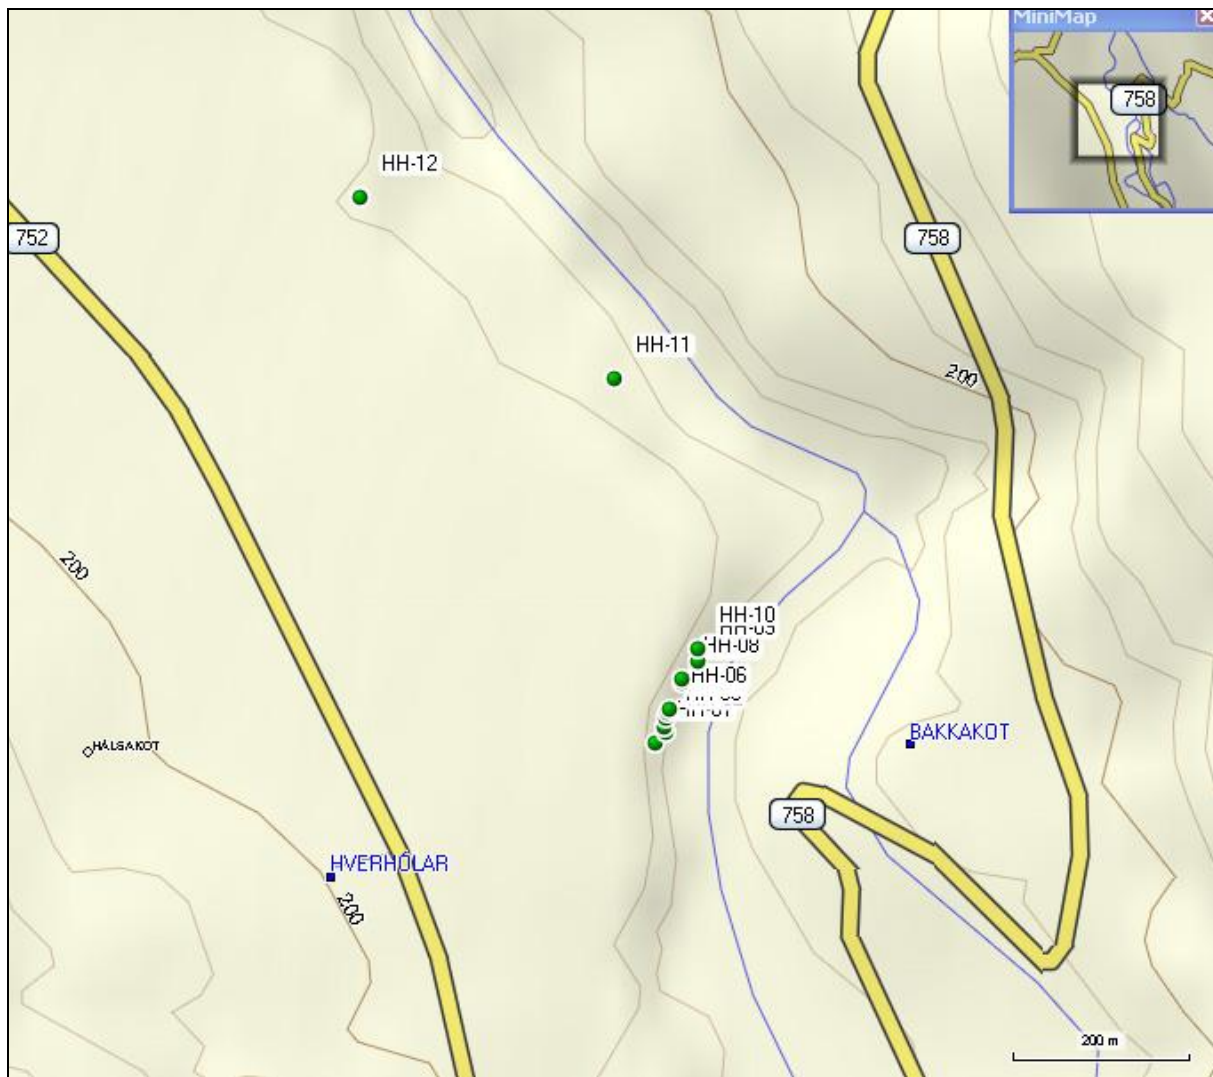 MiniMap
758
HH-12
752
758
HH-11
200
200
HH-10
HH-08
HH-06
BAKKAKOT
HÁLSAKOT
758
HVERHÓLAR
200
200 m